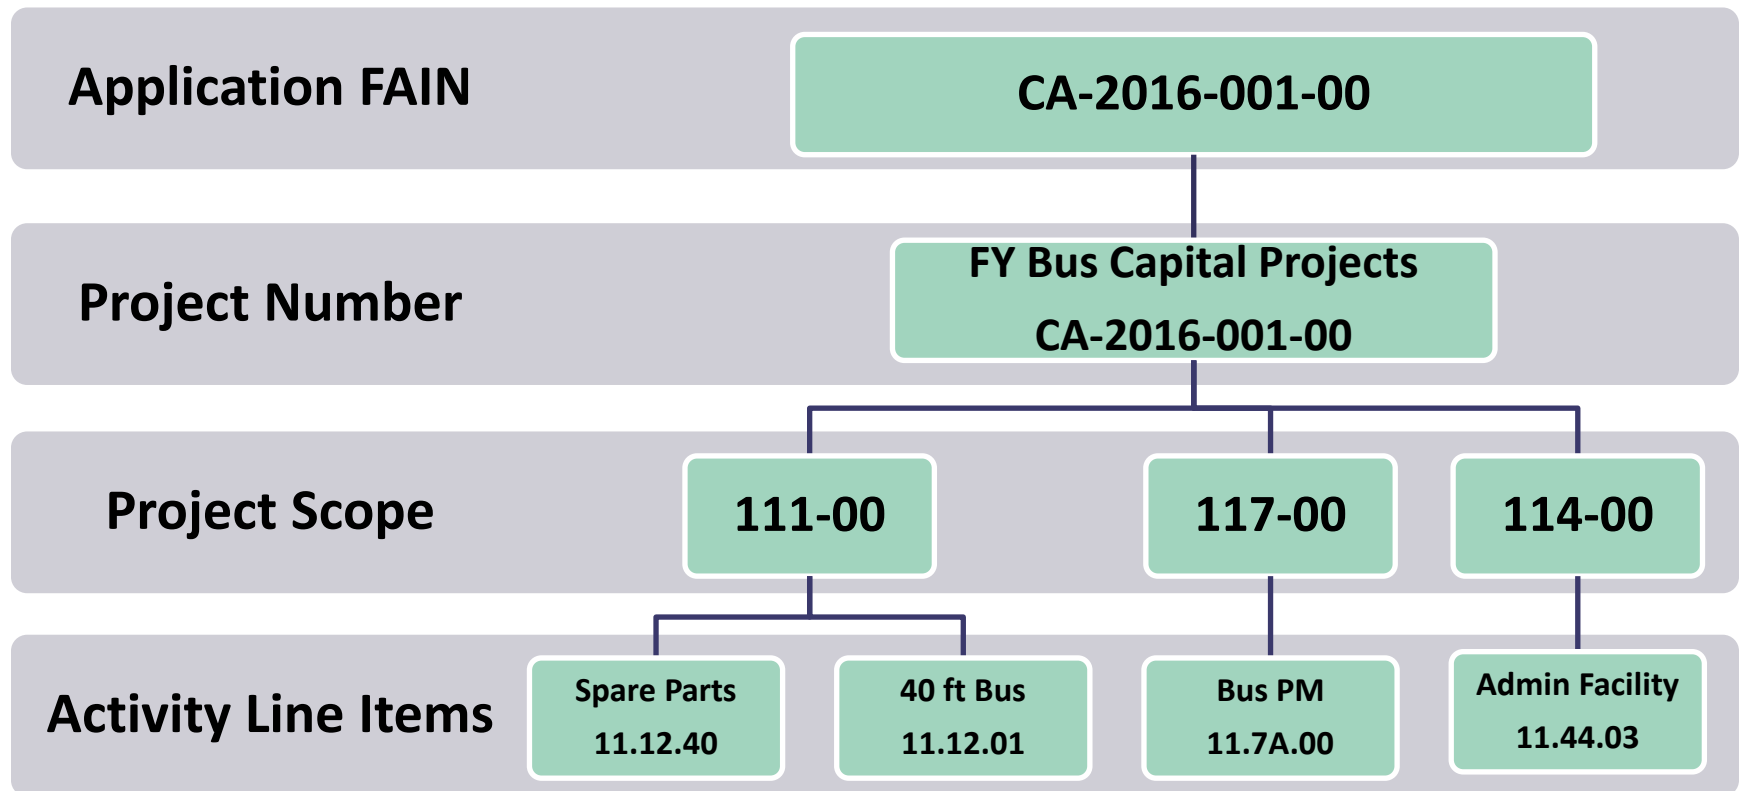 Application FAIN
CA-2016-001-00
Project Number
FY Bus Capital Projects
CA-2016-001-00
Project Scope
111-00
117-00
114-00
Activity Line Items
Spare Parts
11.12.40
40 ft Bus
11.12.01
Bus PM
11.7A.00
Admin Facility
11.44.03